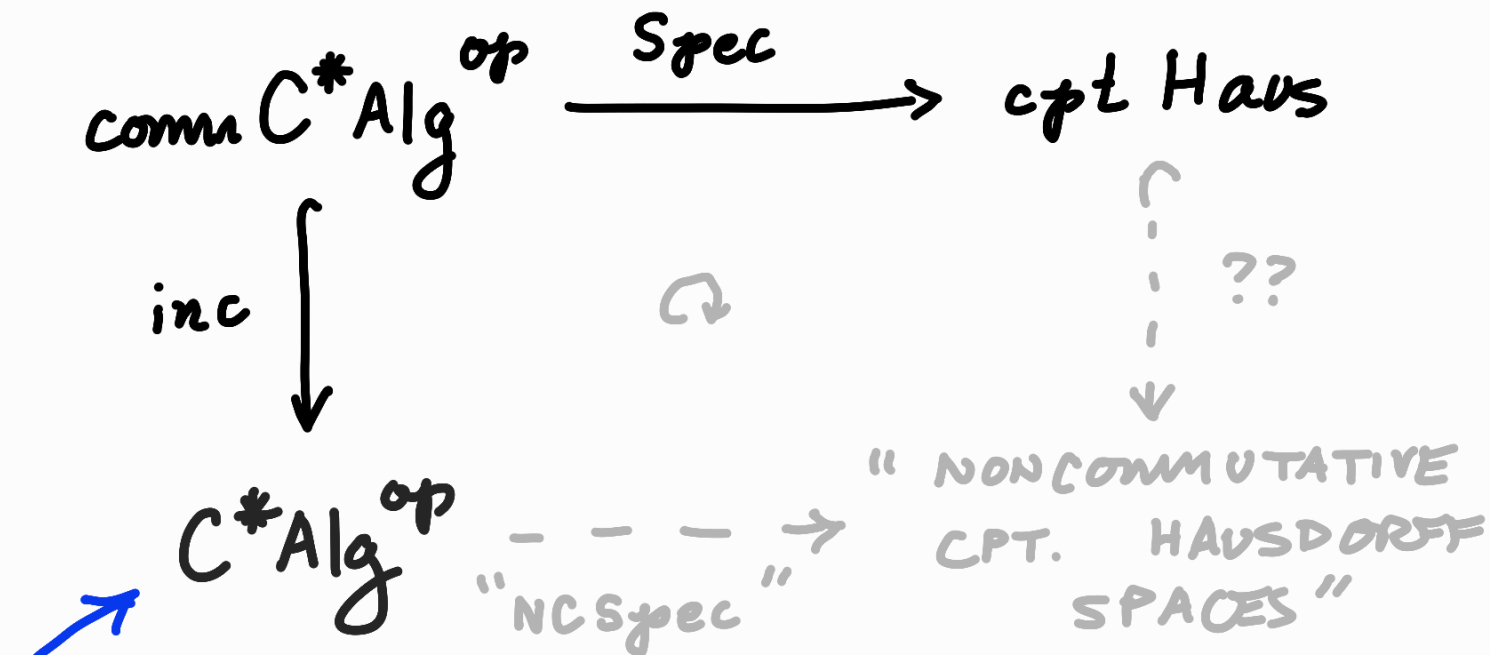 comm C*Alg^op Spec cpt Haus
inc ??
C*Alg^op "NCSpec" "NONCOMMUTATIVE
CPT. HAUSDORFF
SPACES"